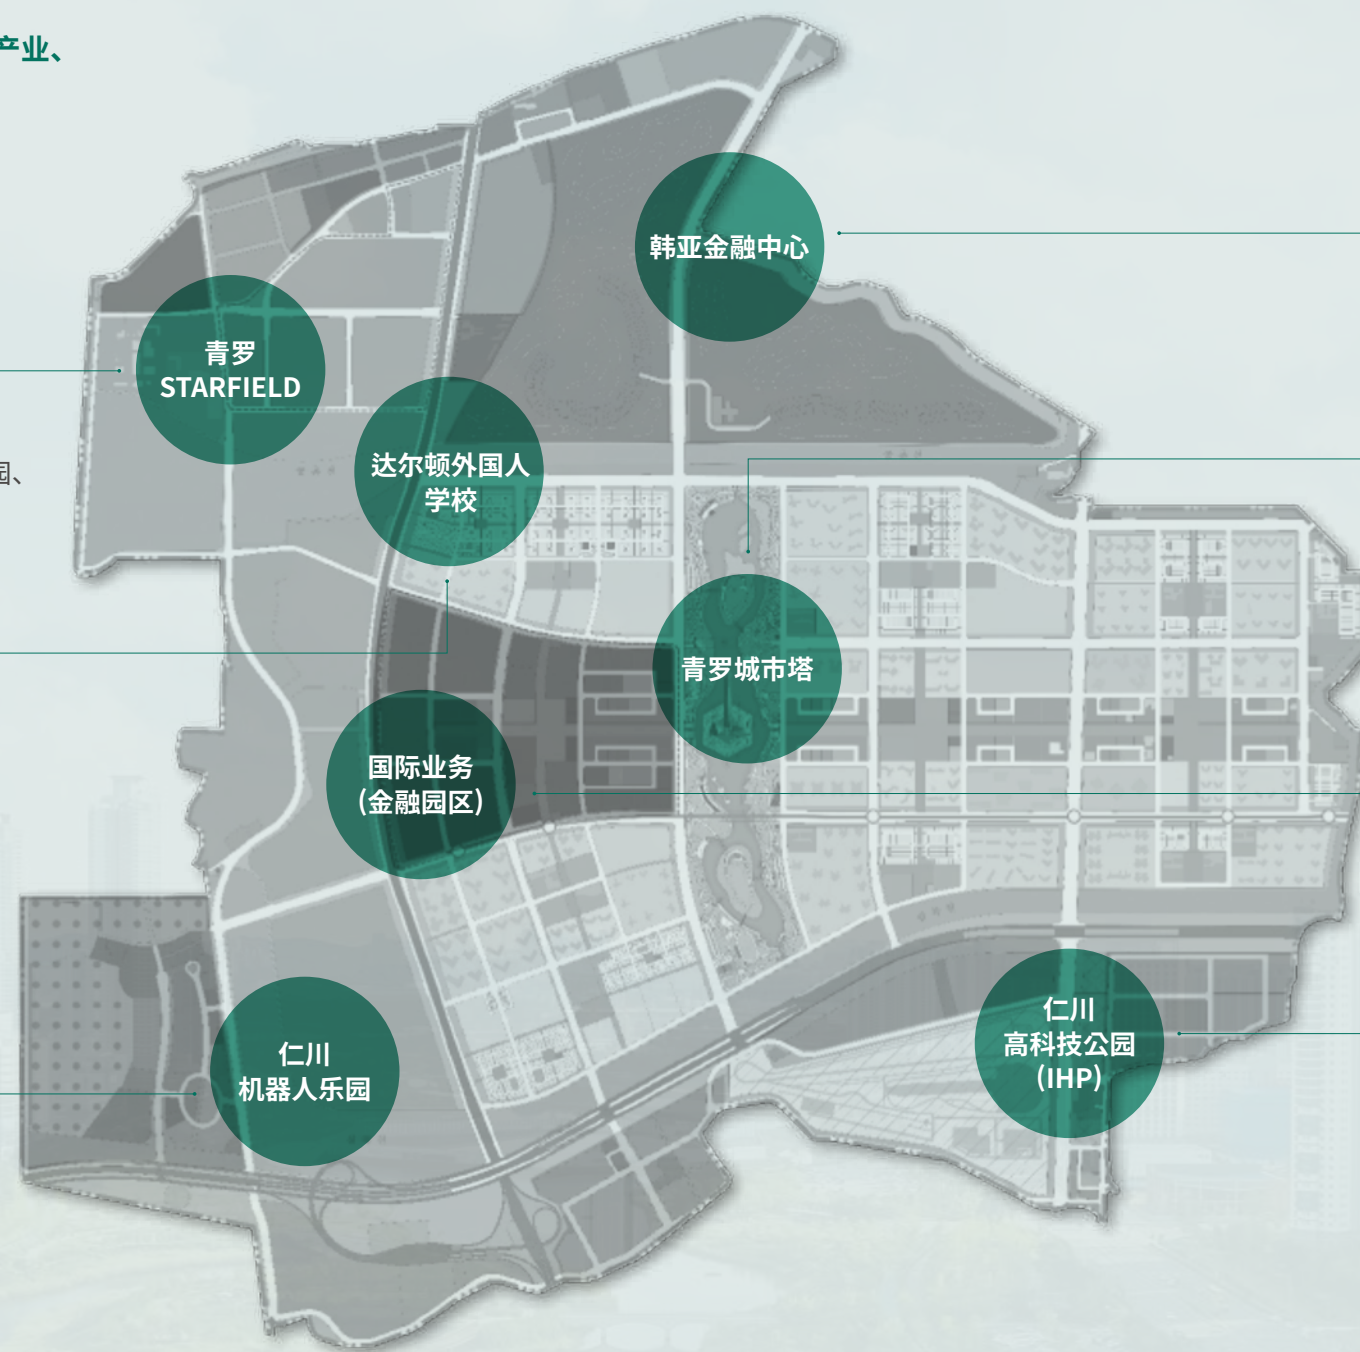 产业、
韩亚金融中心
青罗
STARFIELD
达尔顿外国人
学校
园、
青罗城市塔
国际业务
(金融园区)
仁川
高科技公园
(IHP)
仁川
机器人乐园